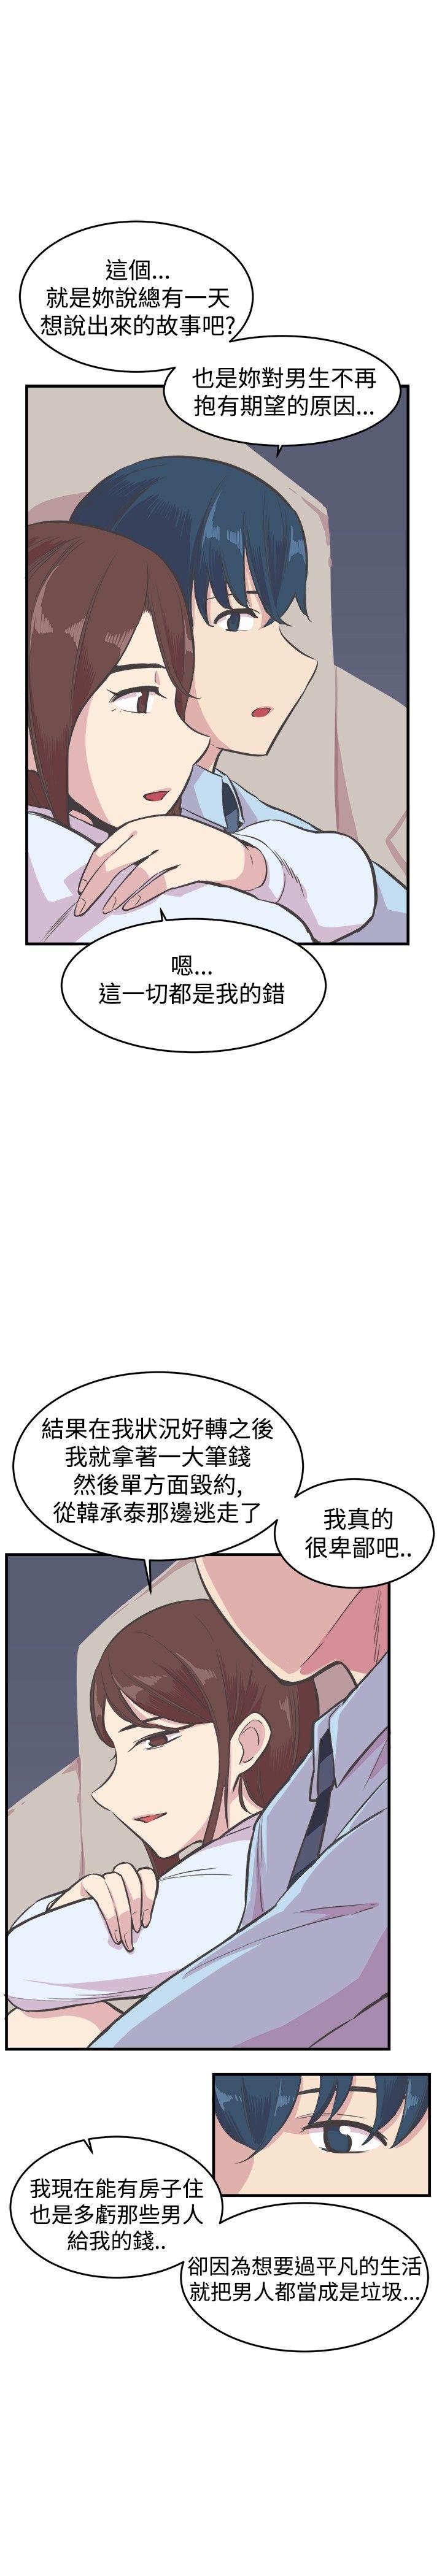 這個...
就是妳說總有一天
想說出來的故事吧?
也是妳對男生不再
抱有期望的原因...
嗯...
這一切都是我的錯
結果在我狀況好轉之後
我就拿著一大筆錢
然後單方面毀約,
從韓承泰那邊逃走了
我真的
很卑鄙吧..
我現在能有房子住
也是多虧那些男人
給我的錢..
卻因為想要過平凡的生活
就把男人都當成是垃圾...